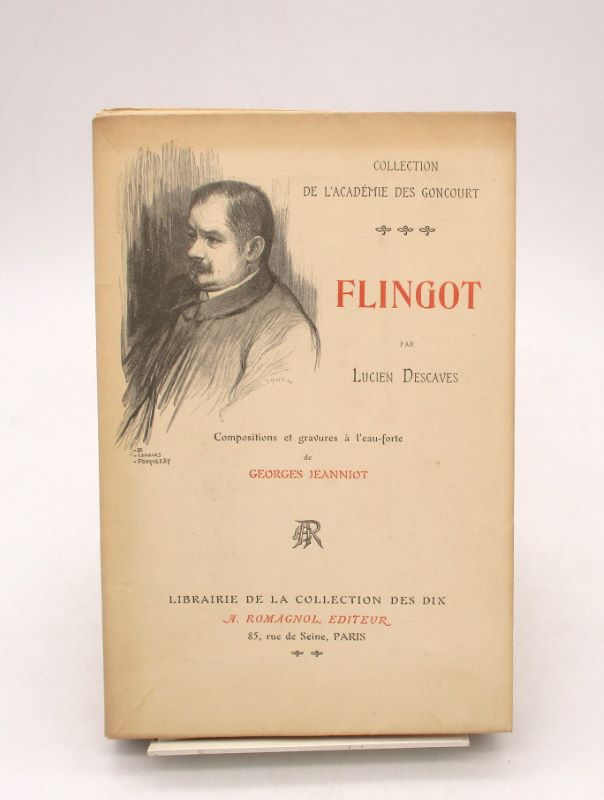 COLLECTION
DE L'ACADÉMIE DES GONCOURT
FLINGOT
PAR
LUCIEN DESCAVES
Compositions et gravures à l'eau-forte
de
GEORGES JEANNIOT
AR
LIBRAIRIE DE LA COLLECTION DES DIX
A. ROMAGNOL, EDITEUR
85, rue de Seine, PARIS